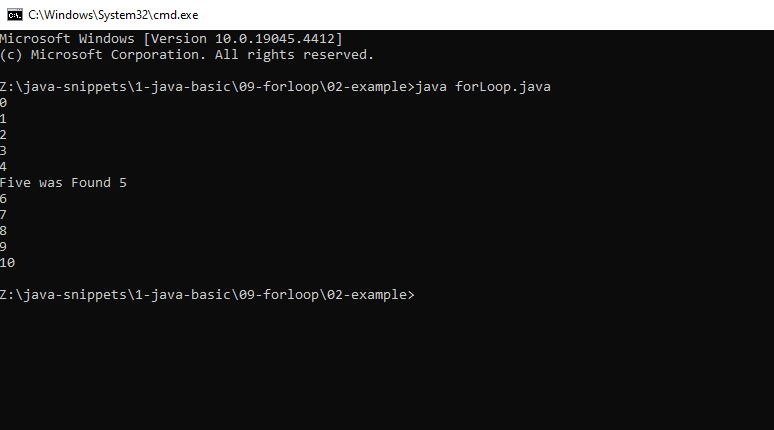 C:\Windows\System32\cmd.exe
Microsoft Windows [Version 10.0.19045.4412]
(c) Microsoft Corporation. All rights reserved.
Z:\java-snippets\1-java-basic\09-forloop\02-example>java forLoop.java
0
1
2
3
4
Five was Found 5
6
7
8
9
10
Z:\java-snippets\1-java-basic\09-forloop\02-example>